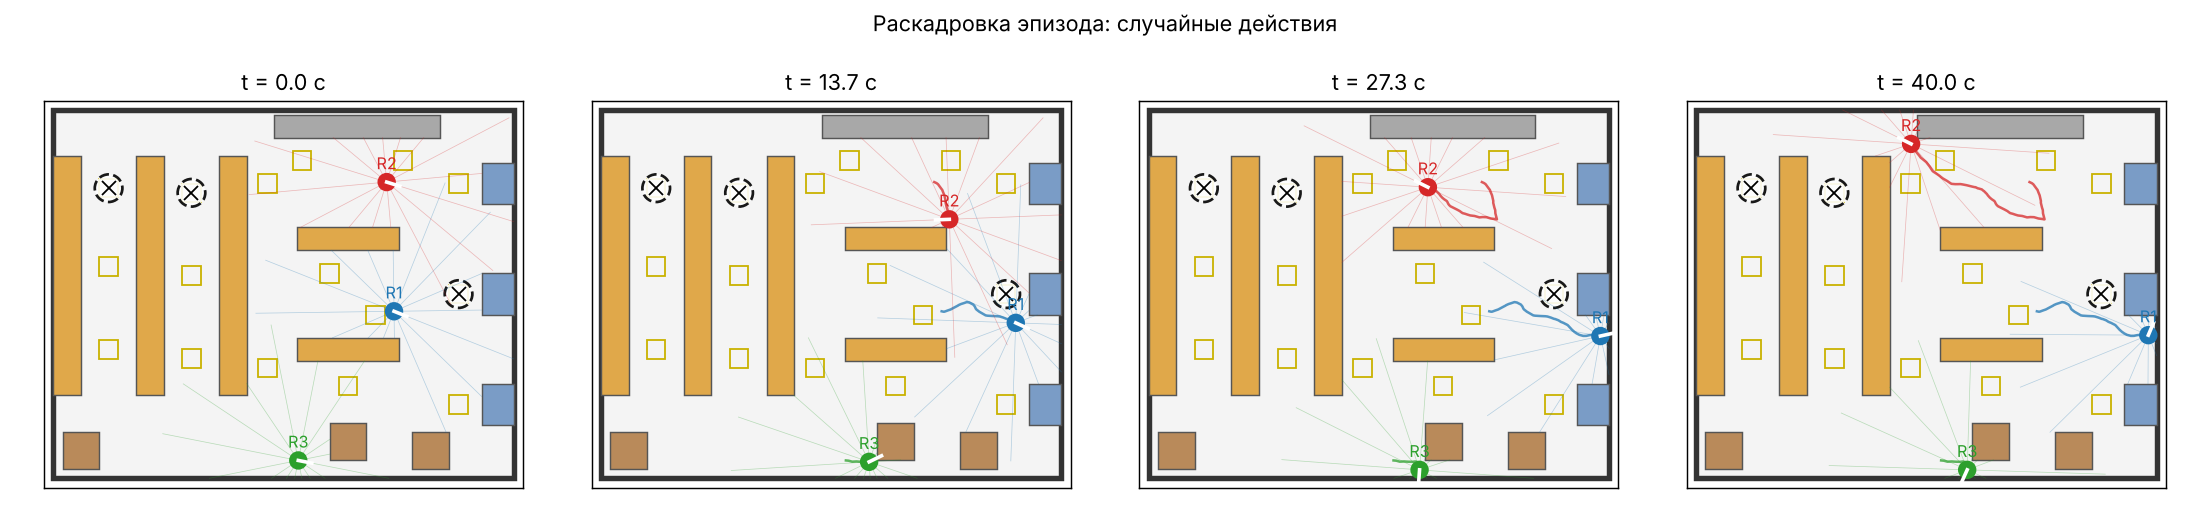 Раскадровка эпизода: случайные действия
t = 0.0 с
t = 13.7 с
t = 27.3 с
t = 40.0 с
R2
R1
R3
R2
R1
R3
R2
R1
R3
R2
R1
R3